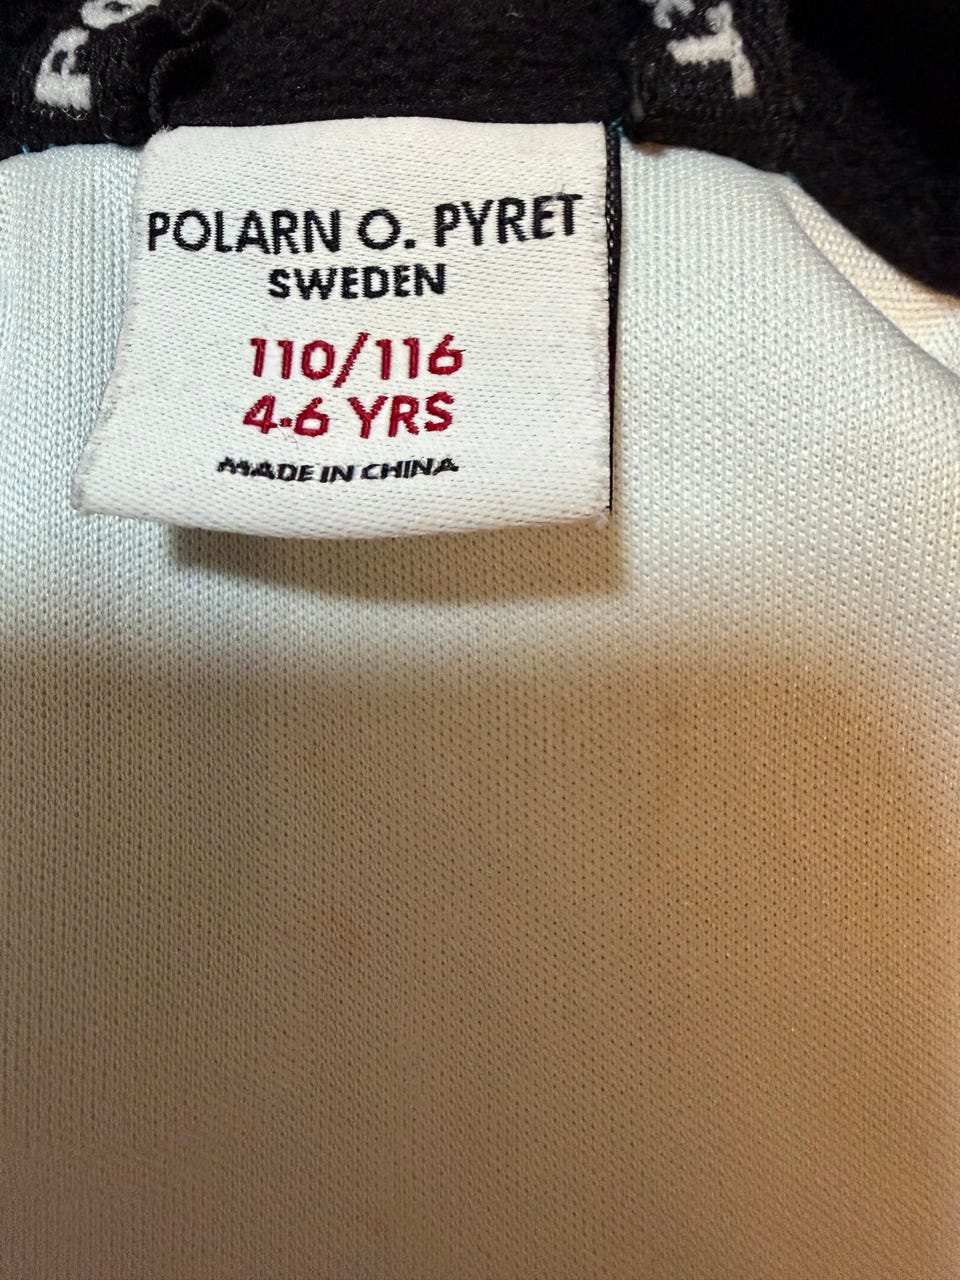 POLARN O. PYRET
SWEDEN
110/116
4-6 YRS
MADE IN CHINA